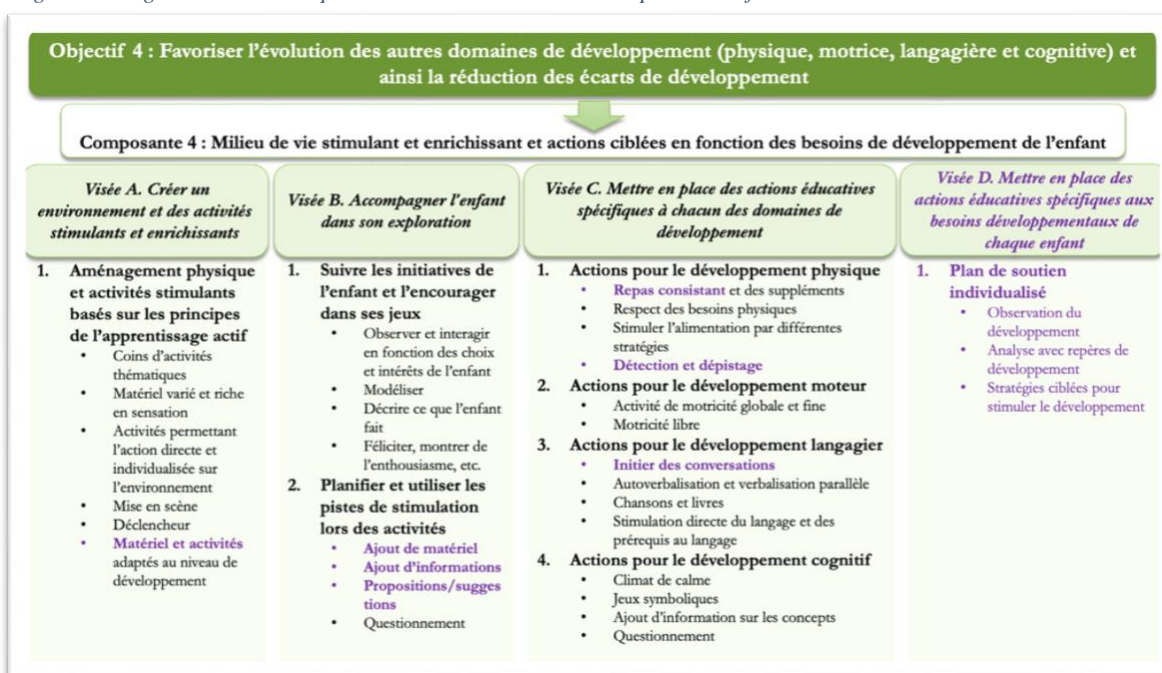 Objectif 4 : Favoriser l'évolution des autres domaines de développement (physique, motrice, langagière et cognitive) et
ainsi la réduction des écarts de développement
Composante 4 : Milieu de vie stimulant et enrichissant et actions ciblées en fonction des besoins de développement de l'enfant
Visée A. Créer un
environnement et des activités
stimulants et enrichissants
1. Aménagement physique
et activités stimulants
basés sur les principes
de l'apprentissage actif
• Coins d'activités
thématiques
• Matériel varié et riche
en sensation
• Activités permettant
l'action directe et
individualisée sur
l'environnement
• Mise en scène
• Déclencheur
• Matériel et activités
adaptés au niveau de
développement
Visée B. Accompagner l'enfant
dans son exploration
1. Suivre les initiatives de
l'enfant et l'encourager
dans ses jeux
• Observer et interagir
en fonction des choix
et intérêts de l'enfant
• Modéliser
• Décrire ce que l'enfant
fait
• Féliciter, montrer de
l'enthousiasme, etc.
2. Planifier et utiliser les
pistes de stimulation
lors des activités
• Ajout de matériel
• Ajout d'informations
• Propositions/sugges
tions
• Questionnement
Visée C. Mettre en place des actions éducatives
spécifiques à chacun des domaines de
développement
1. Actions pour le développement physique
• Repas consistant et des suppléments
• Respect des besoins physiques
• Stimuler l'alimentation par différentes
stratégies
• Détection et dépistage
2. Actions pour le développement moteur
• Activité de motricité globale et fine
• Motricité libre
3. Actions pour le développement langagier
• Initier des conversations
• Autoverbalisation et verbalisation parallèle
• Chansons et livres
• Stimulation directe du langage et des
prérequis au langage
4. Actions pour le développement cognitif
• Climat de calme
• Jeux symboliques
• Ajout d'information sur les concepts
• Questionnement
Visée D. Mettre en place des
actions éducatives spécifiques aux
besoins développementaux de
chaque enfant
1. Plan de soutien
individualisé
• Observation du
développement
• Analyse avec repères de
développement
• Stratégies ciblées pour
stimuler le développement